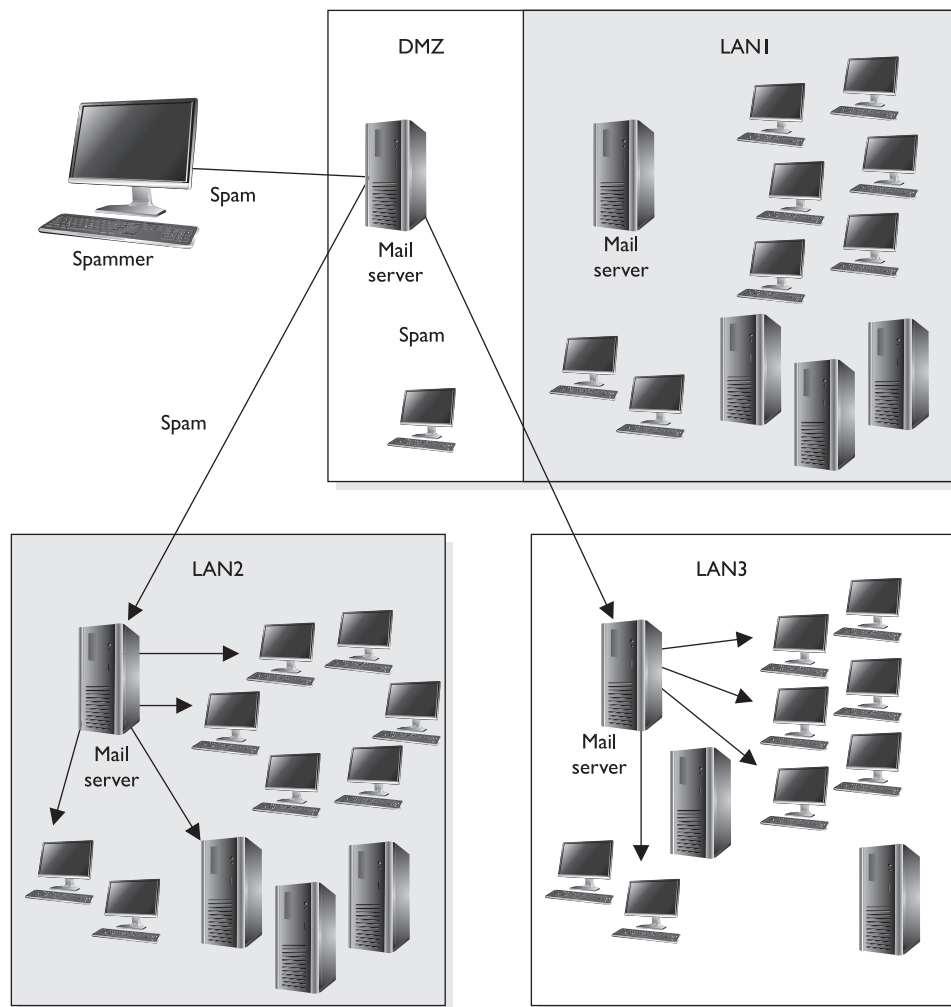 DMZ
LAN1
Spam
Spammer
Mail
server
Mail
server
Spam
Spam
LAN2
LAN3
Mail
server
Mail
server